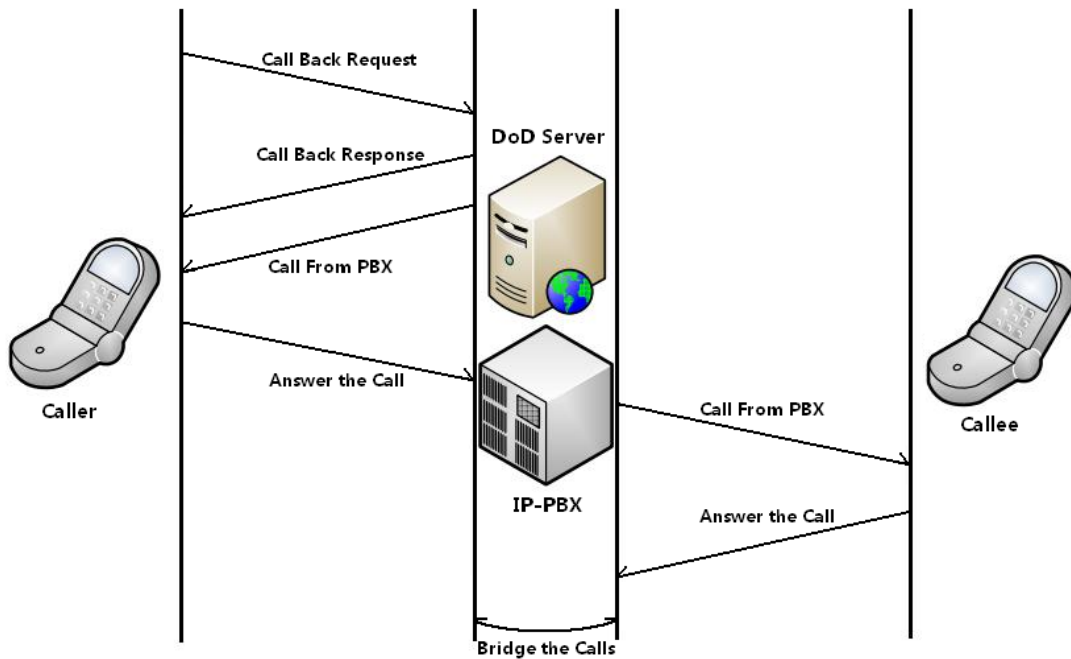 Call Back Request
DoD Server
Call Back Response
Call From PBX
Answer the Call
Caller
Call From PBX
Callee
IP-PBX
Answer the Call
Bridge the Calls